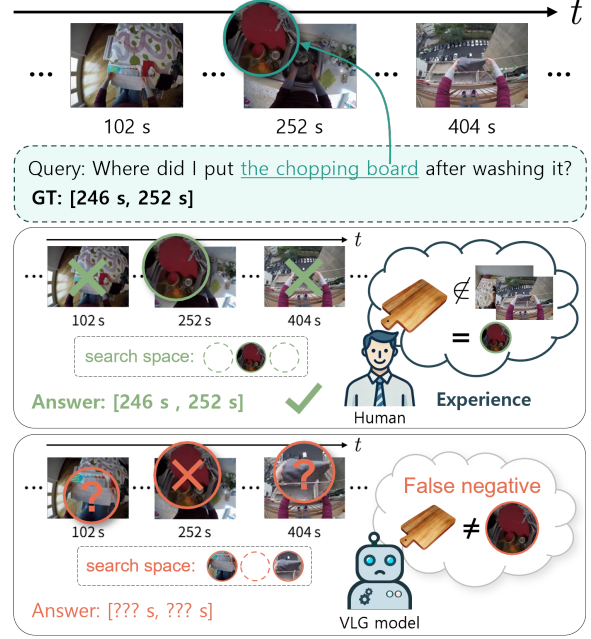 t
... ... ... ...
102 s 252 s 404 s
Query: Where did I put the chopping board after washing it?
GT: [246 s, 252 s]
t
... ... ... ...
102 s 252 s 404 s
∉
=
search space:
Answer: [246 s , 252 s]
Human
Experience
t
... ... ... ...
? ?
102 s 252 s 404 s
False negative
≠
search space:
Answer: [??? s, ??? s]
VLG model